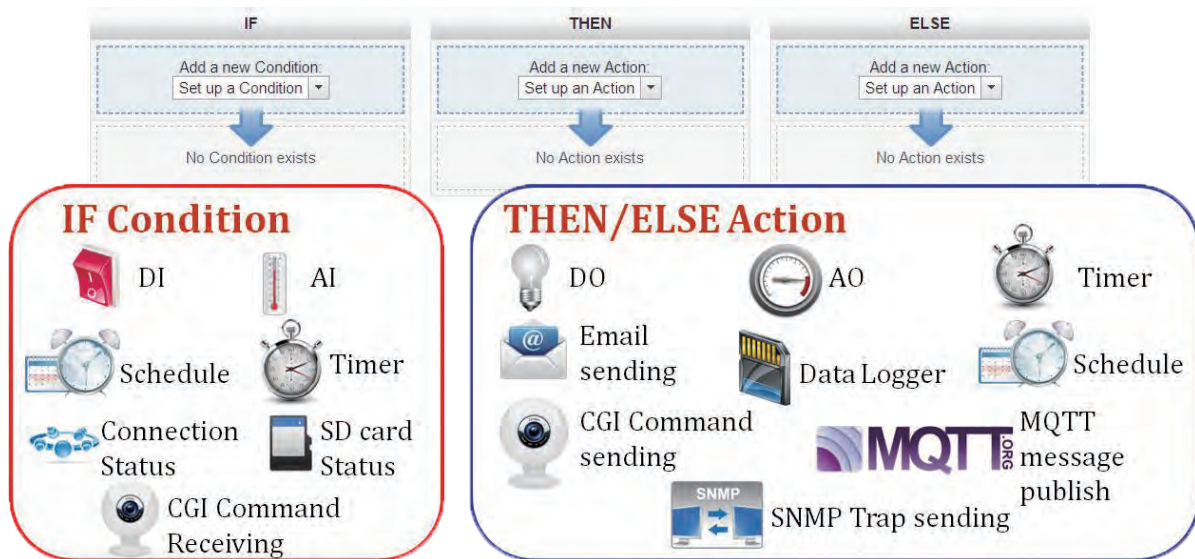 IF
THEN
ELSE
Add a new Condition:
Set up a Condition
Add a new Action:
Set up an Action
Add a new Action:
Set up an Action
No Condition exists
No Action exists
No Action exists
IF Condition
DI
AI
Schedule
Timer
Connection
Status
SD card
Status
CGI Command
Receiving
THEN/ELSE Action
DO
AO
Timer
@
Email
sending
Data Logger
Schedule
CGI Command
sending
MQTT.ORG
MQTT
message
publish
SNMP
SNMP Trap sending